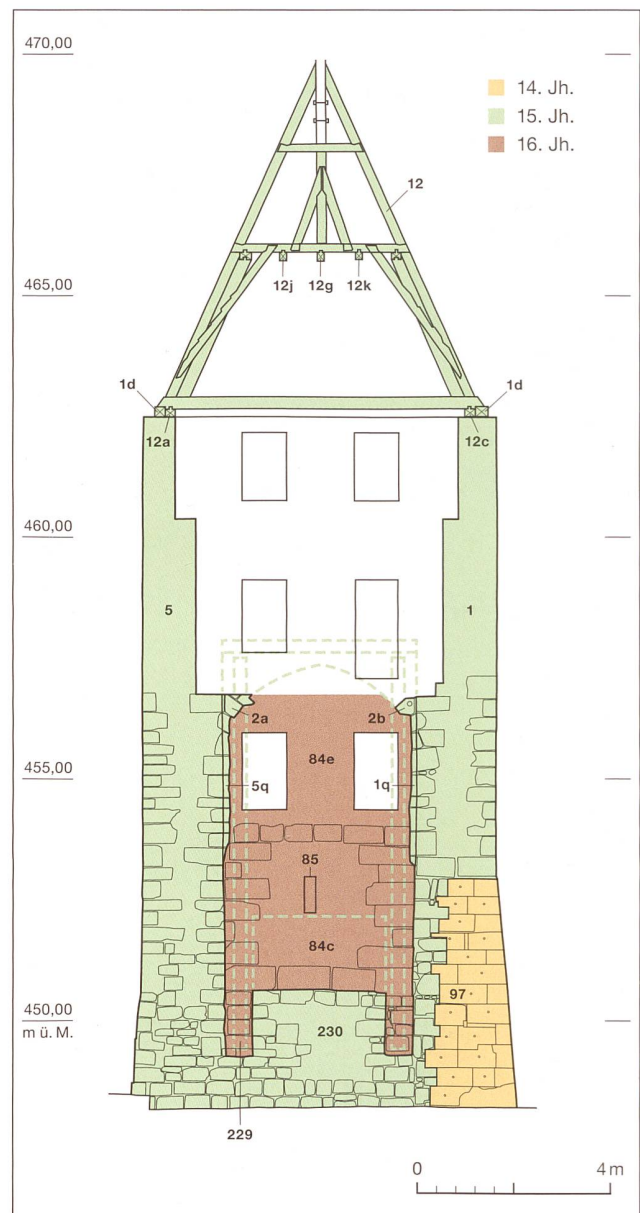 470,00
14. Jh.
15. Jh.
16. Jh.
12
465,00
12j 12g 12k
1d 1d
12a 12c
460,00
5 1
2a 2b
84e
455,00
5q 1q
85
84c
97
450,00
m ü. M.
230
229
0 4 m